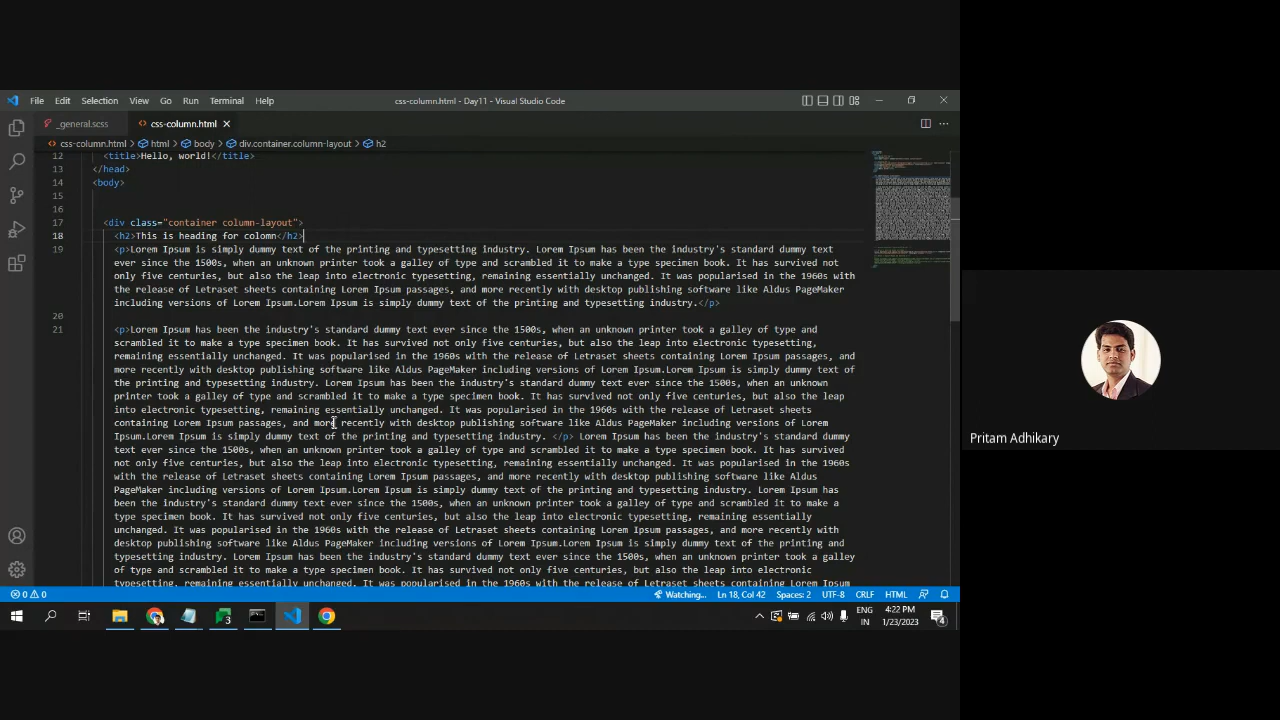 File Edit Selection View Go Run Terminal Help
css-column.html - Day11 - Visual Studio Code
_general.scss
css-column.html
css-column.html > html > body > div.container.column-layout > h2
12 <title>Hello, world!</title>
13 </head>
14 <body>
15
16
17 <div class="container column-layout">
18 <h2>This is heading for colomn</h2>
19 <p>Lorem Ipsum is simply dummy text of the printing and typesetting industry. Lorem Ipsum has been the industry's standard dummy text
ever since the 1500s, when an unknown printer took a galley of type and scrambled it to make a type specimen book. It has survived not
only five centuries, but also the leap into electronic typesetting, remaining essentially unchanged. It was popularised in the 1960s with
the release of Letraset sheets containing Lorem Ipsum passages, and more recently with desktop publishing software like Aldus PageMaker
including versions of Lorem Ipsum.Lorem Ipsum is simply dummy text of the printing and typesetting industry.</p>
20
21 <p>Lorem Ipsum has been the industry's standard dummy text ever since the 1500s, when an unknown printer took a galley of type and
scrambled it to make a type specimen book. It has survived not only five centuries, but also the leap into electronic typesetting,
remaining essentially unchanged. It was popularised in the 1960s with the release of Letraset sheets containing Lorem Ipsum passages, and
more recently with desktop publishing software like Aldus PageMaker including versions of Lorem Ipsum.Lorem Ipsum is simply dummy text of
the printing and typesetting industry. Lorem Ipsum has been the industry's standard dummy text ever since the 1500s, when an unknown
printer took a galley of type and scrambled it to make a type specimen book. It has survived not only five centuries, but also the leap
into electronic typesetting, remaining essentially unchanged. It was popularised in the 1960s with the release of Letraset sheets
containing Lorem Ipsum passages, and more recently with desktop publishing software like Aldus PageMaker including versions of Lorem
Ipsum.Lorem Ipsum is simply dummy text of the printing and typesetting industry. </p> Lorem Ipsum has been the industry's standard dummy
text ever since the 1500s, when an unknown printer took a galley of type and scrambled it to make a type specimen book. It has survived
not only five centuries, but also the leap into electronic typesetting, remaining essentially unchanged. It was popularised in the 1960s
with the release of Letraset sheets containing Lorem Ipsum passages, and more recently with desktop publishing software like Aldus
PageMaker including versions of Lorem Ipsum.Lorem Ipsum is simply dummy text of the printing and typesetting industry. Lorem Ipsum has
been the industry's standard dummy text ever since the 1500s, when an unknown printer took a galley of type and scrambled it to make a
type specimen book. It has survived not only five centuries, but also the leap into electronic typesetting, remaining essentially
unchanged. It was popularised in the 1960s with the release of Letraset sheets containing Lorem Ipsum passages, and more recently with
desktop publishing software like Aldus PageMaker including versions of Lorem Ipsum.Lorem Ipsum is simply dummy text of the printing and
typesetting industry. Lorem Ipsum has been the industry's standard dummy text ever since the 1500s, when an unknown printer took a galley
of type and scrambled it to make a type specimen book. It has survived not only five centuries, but also the leap into electronic
typesetting, remaining essentially unchanged. It was popularised in the 1960s with the release of Letraset sheets containing Lorem Ipsum
Pritam Adhikary
0 0 Watching... Ln 18, Col 42 Spaces: 2 UTF-8 CRLF HTML
3 ENG IN 4:22 PM 1/23/2023 4